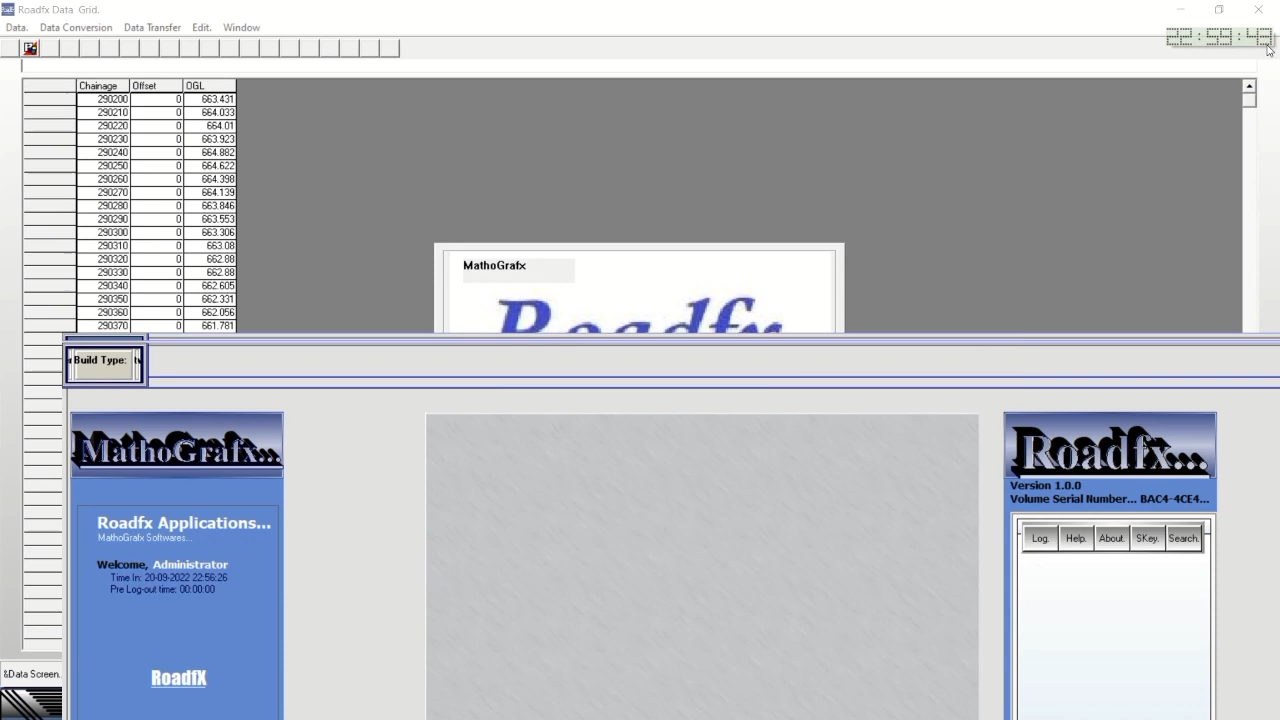 Roadfx Data  Grid.
Data. Data Conversion Data Transfer Edit. Window
22:59:43
Chainage Offset OGL
290200 0 663.431
290210 0 664.033
290220 0 664.01
290230 0 663.923
290240 0 664.882
290250 0 664.622
290260 0 664.398
290270 0 664.139
290280 0 663.846
290290 0 663.553
290300 0 663.306
290310 0 663.08
290320 0 662.88
290330 0 662.88
290340 0 662.605
290350 0 662.331
290360 0 662.056
290370 0 661.781
MathoGrafx
Roadfx
Build Type:
MathoGrafx...
Roadfx Applications...
MathoGrafx Softwares...
Welcome, Administrator
Time In: 20-09-2022 22:56:26
Pre Log-out time: 00:00:00
RoadfX
Roadfx...
Version 1.0.0
Volume Serial Number... BAC4-4CE4...
Log. Help. About. SKey. Search.
&Data Screen.